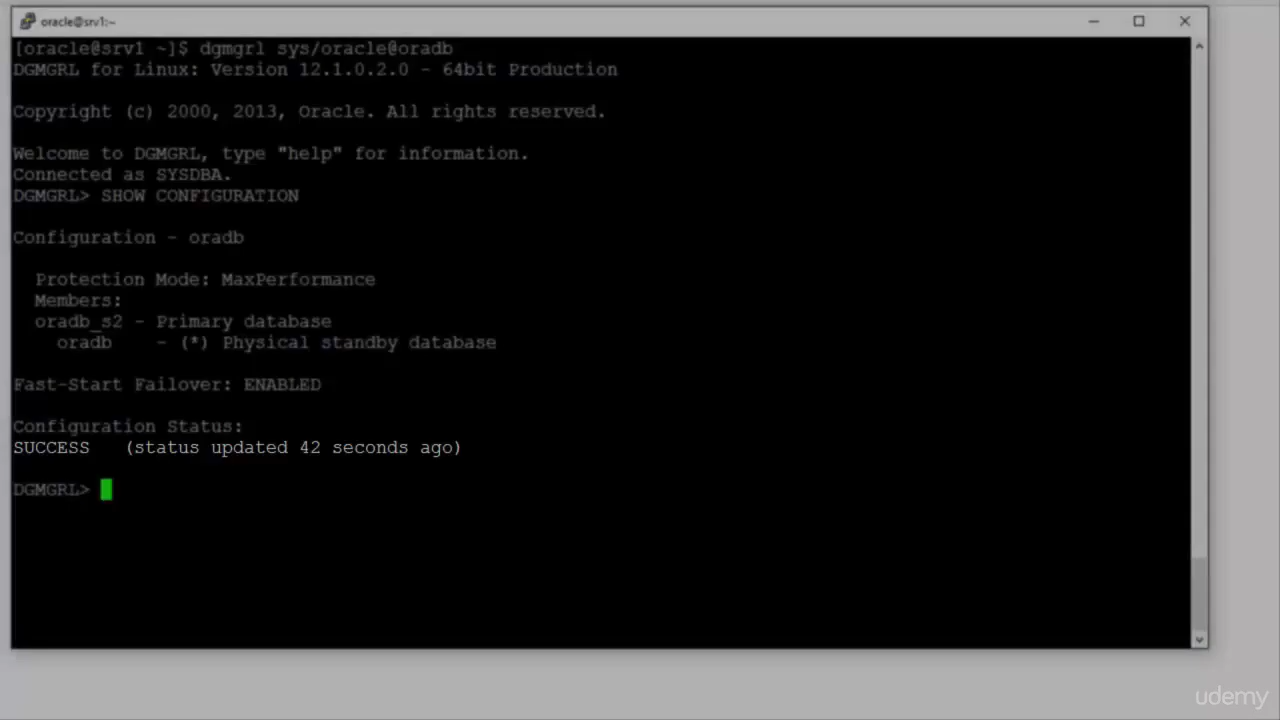 oracle@srv1:~
[oracle@srv1 ~]$ dgmgrl sys/oracle@oradb
DGMGRL for Linux: Version 12.1.0.2.0 - 64bit Production
Copyright (c) 2000, 2013, Oracle. All rights reserved.
Welcome to DGMGRL, type "help" for information.
Connected as SYSDBA.
DGMGRL> SHOW CONFIGURATION
Configuration - oradb
Protection Mode: MaxPerformance
Members:
oradb_s2 - Primary database
oradb - (*) Physical standby database
Fast-Start Failover: ENABLED
Configuration Status:
SUCCESS (status updated 42 seconds ago)
DGMGRL>
udemy